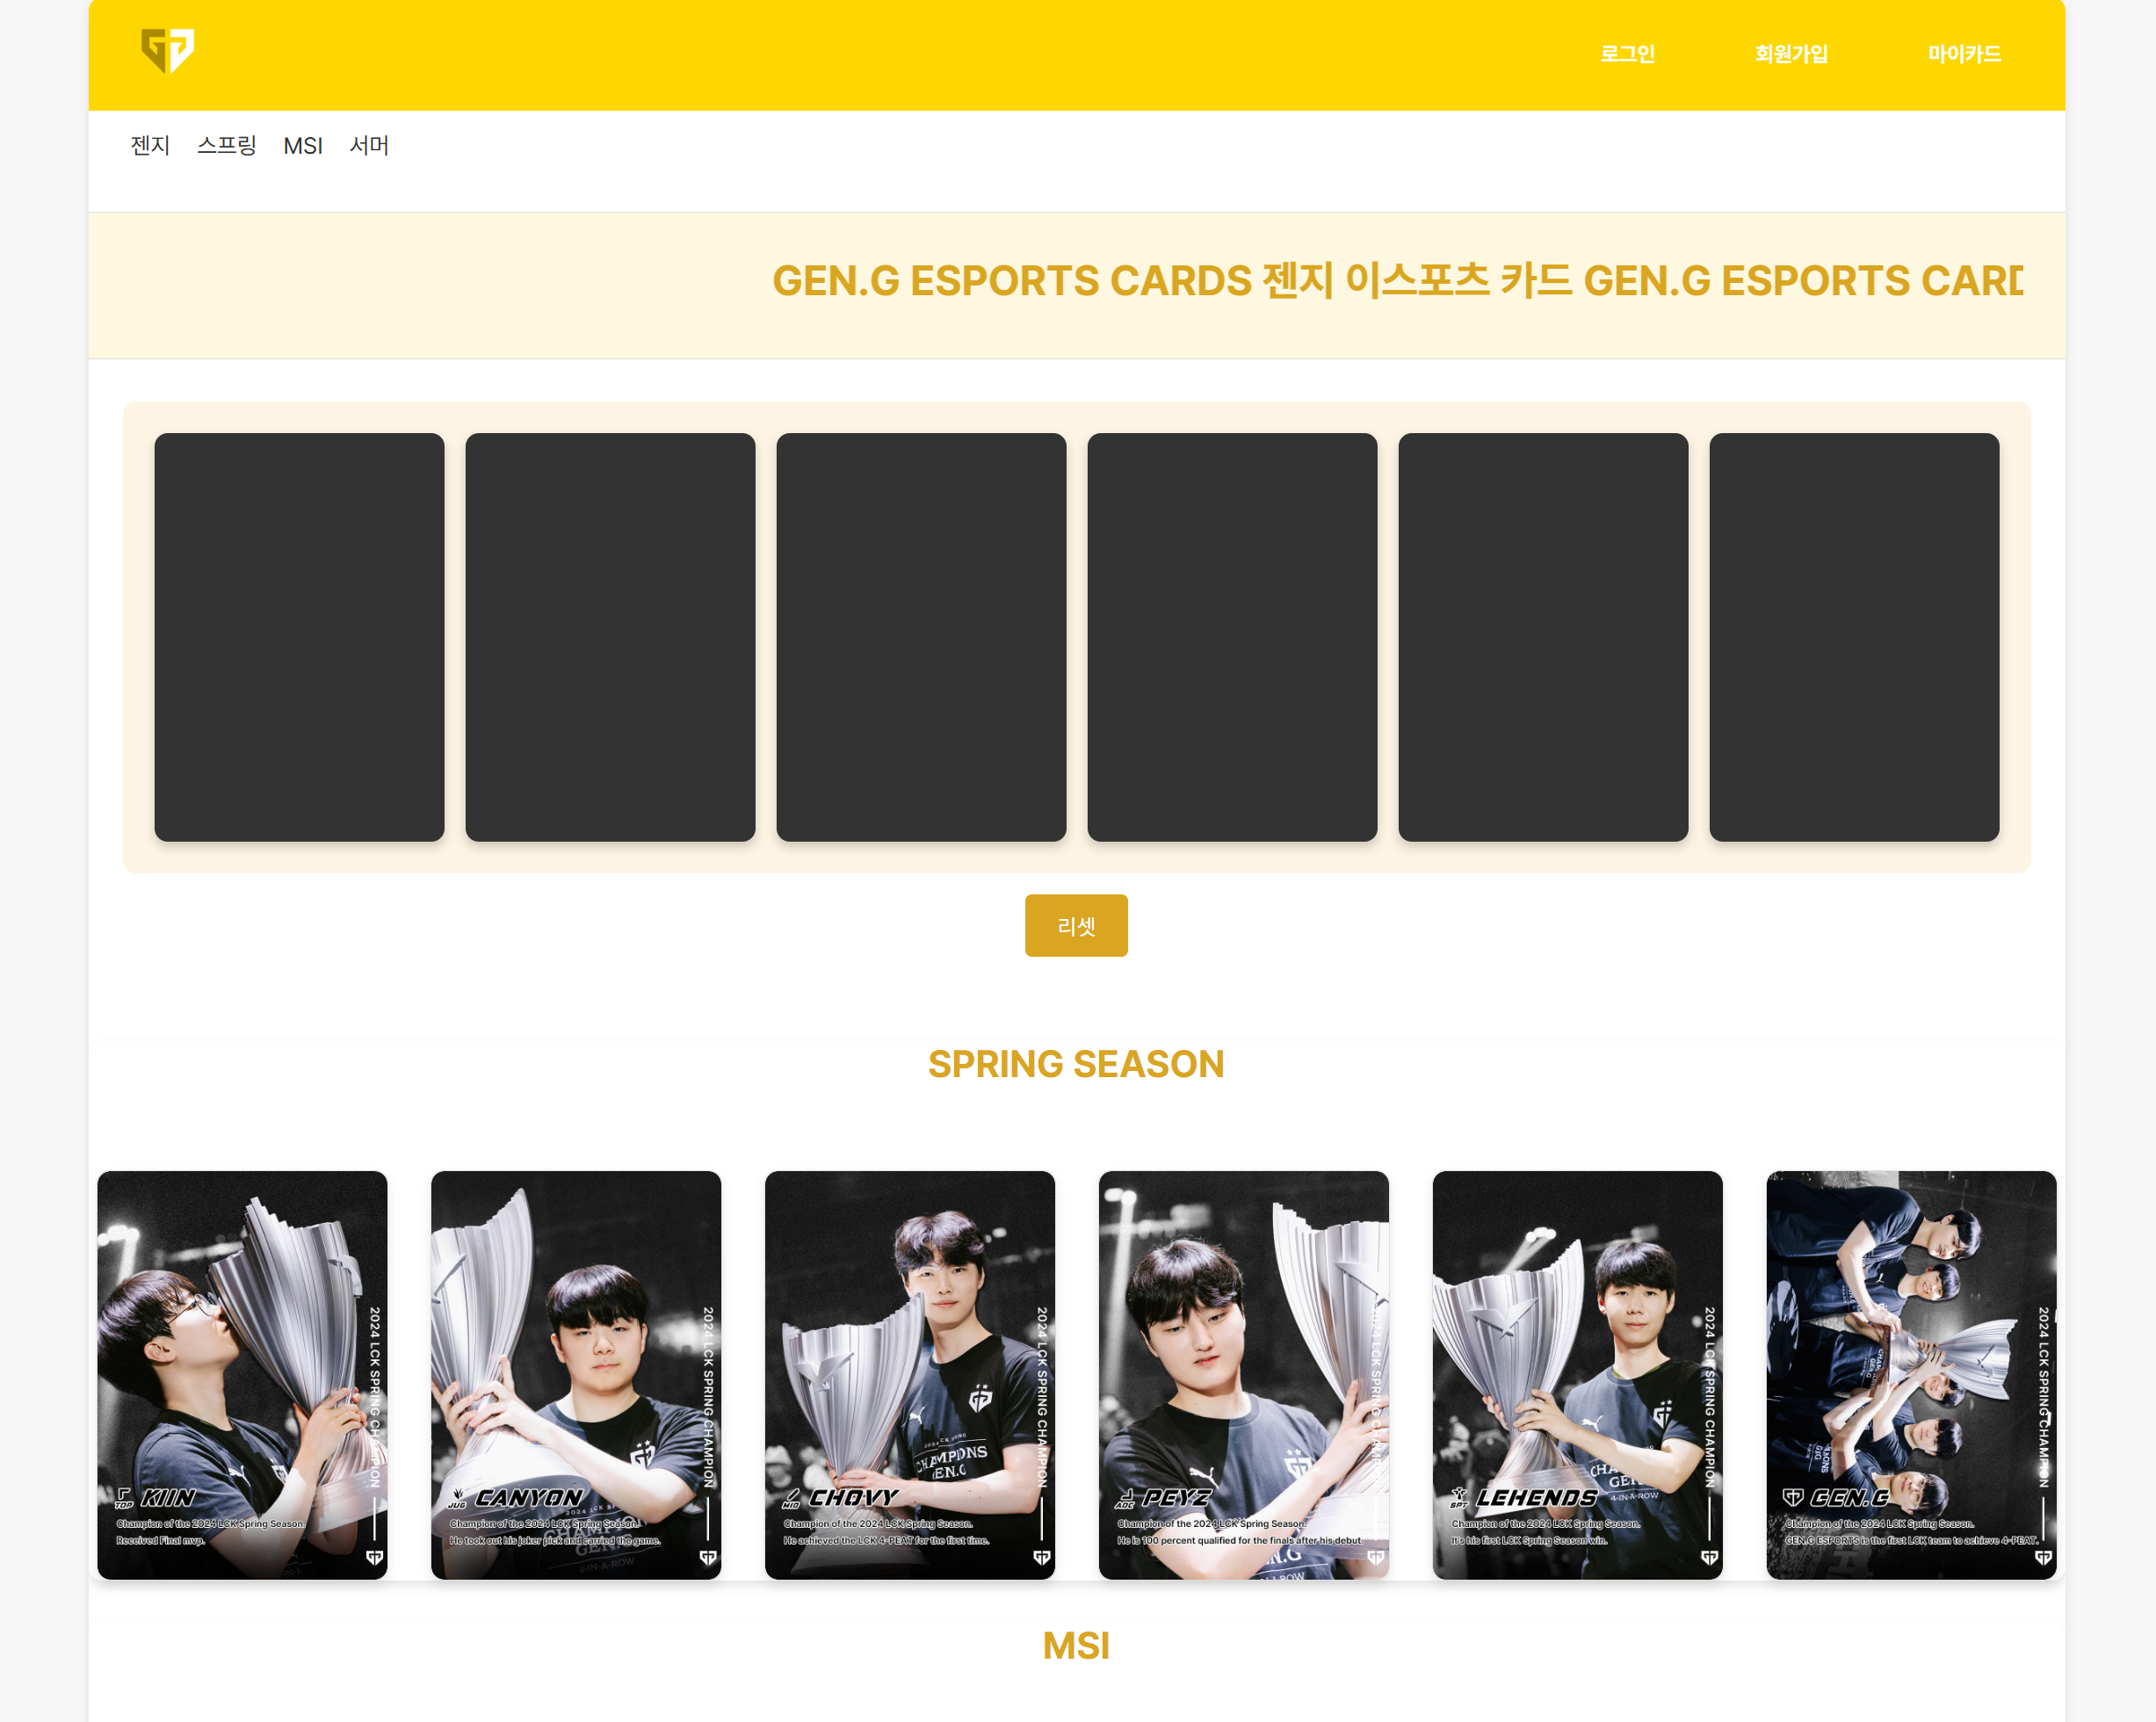 로그인 회원가입 마이카드
젠지 스프링 MSI 서머
GEN.G ESPORTS CARDS 젠지 이스포츠 카드 GEN.G ESPORTS CARD
리셋
SPRING SEASON
2024 LCK SPRING CHAMPION
TOP KIIN
Champion of the 2024 LCK Spring Season.
Received Final mvp.
2024 LCK SPRING CHAMPION
JUG CANYON
Champion of the 2024 LCK Spring Season.
He took out his joker pick and carried the game.
2024 LCK SPRING CHAMPION
CHAMPIONS
GEN.G
MID CHOVY
Champion of the 2024 LCK Spring Season.
He achieved the LCK 4-PEAT for the first time.
2024 LCK SPRING CHAMPION
ADC PEYZ
Champion of the 2024 LCK Spring Season.
He is 100 percent qualified for the finals after his debut.
2024 LCK SPRING CHAMPION
4-IN-A-ROW
SPT LEHENDS
Champion of the 2024 LCK Spring Season.
It's his first LCK Spring Season win.
2024 LCK SPRING CHAMPION
GEN.G
Champion of the 2024 LCK Spring Season.
GEN.G ESPORTS is the first LCK team to achieve 4-PEAT.
MSI